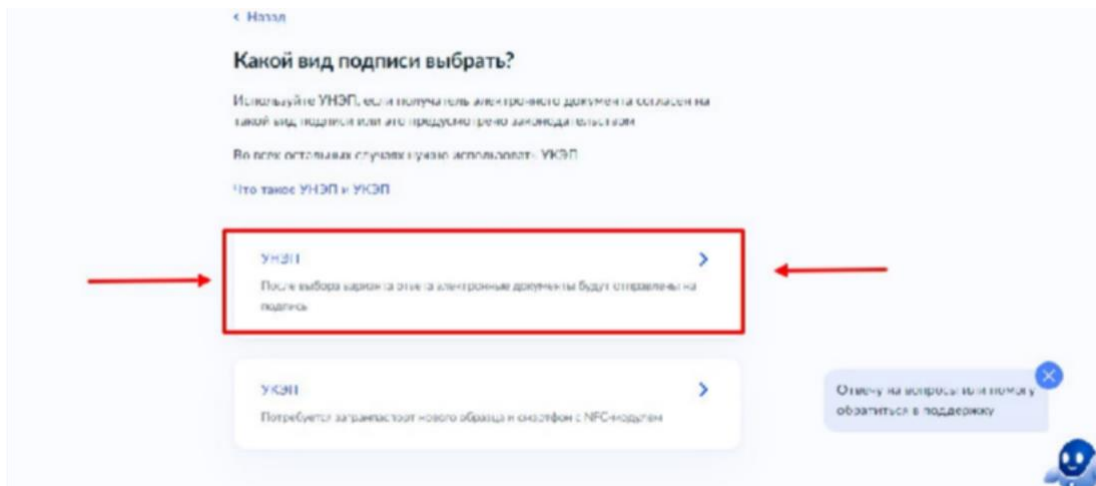 < Назад
Какой вид подписи выбрать?
Используйте УНЭП, если получатель электронного документа согласен на
такой вид подписи или это предусмотрено законодательством
Во всех остальных случаях нужно использовать УКЭП
Что такое УНЭП и УКЭП
УНЭП
После выбора варианта ответа электронные документы будут отправлены на
подпись
УКЭП
Потребуется загранпаспорт нового образца и смартфон с NFC-модулем
Отвечу на вопросы или помогу
обратиться в поддержку